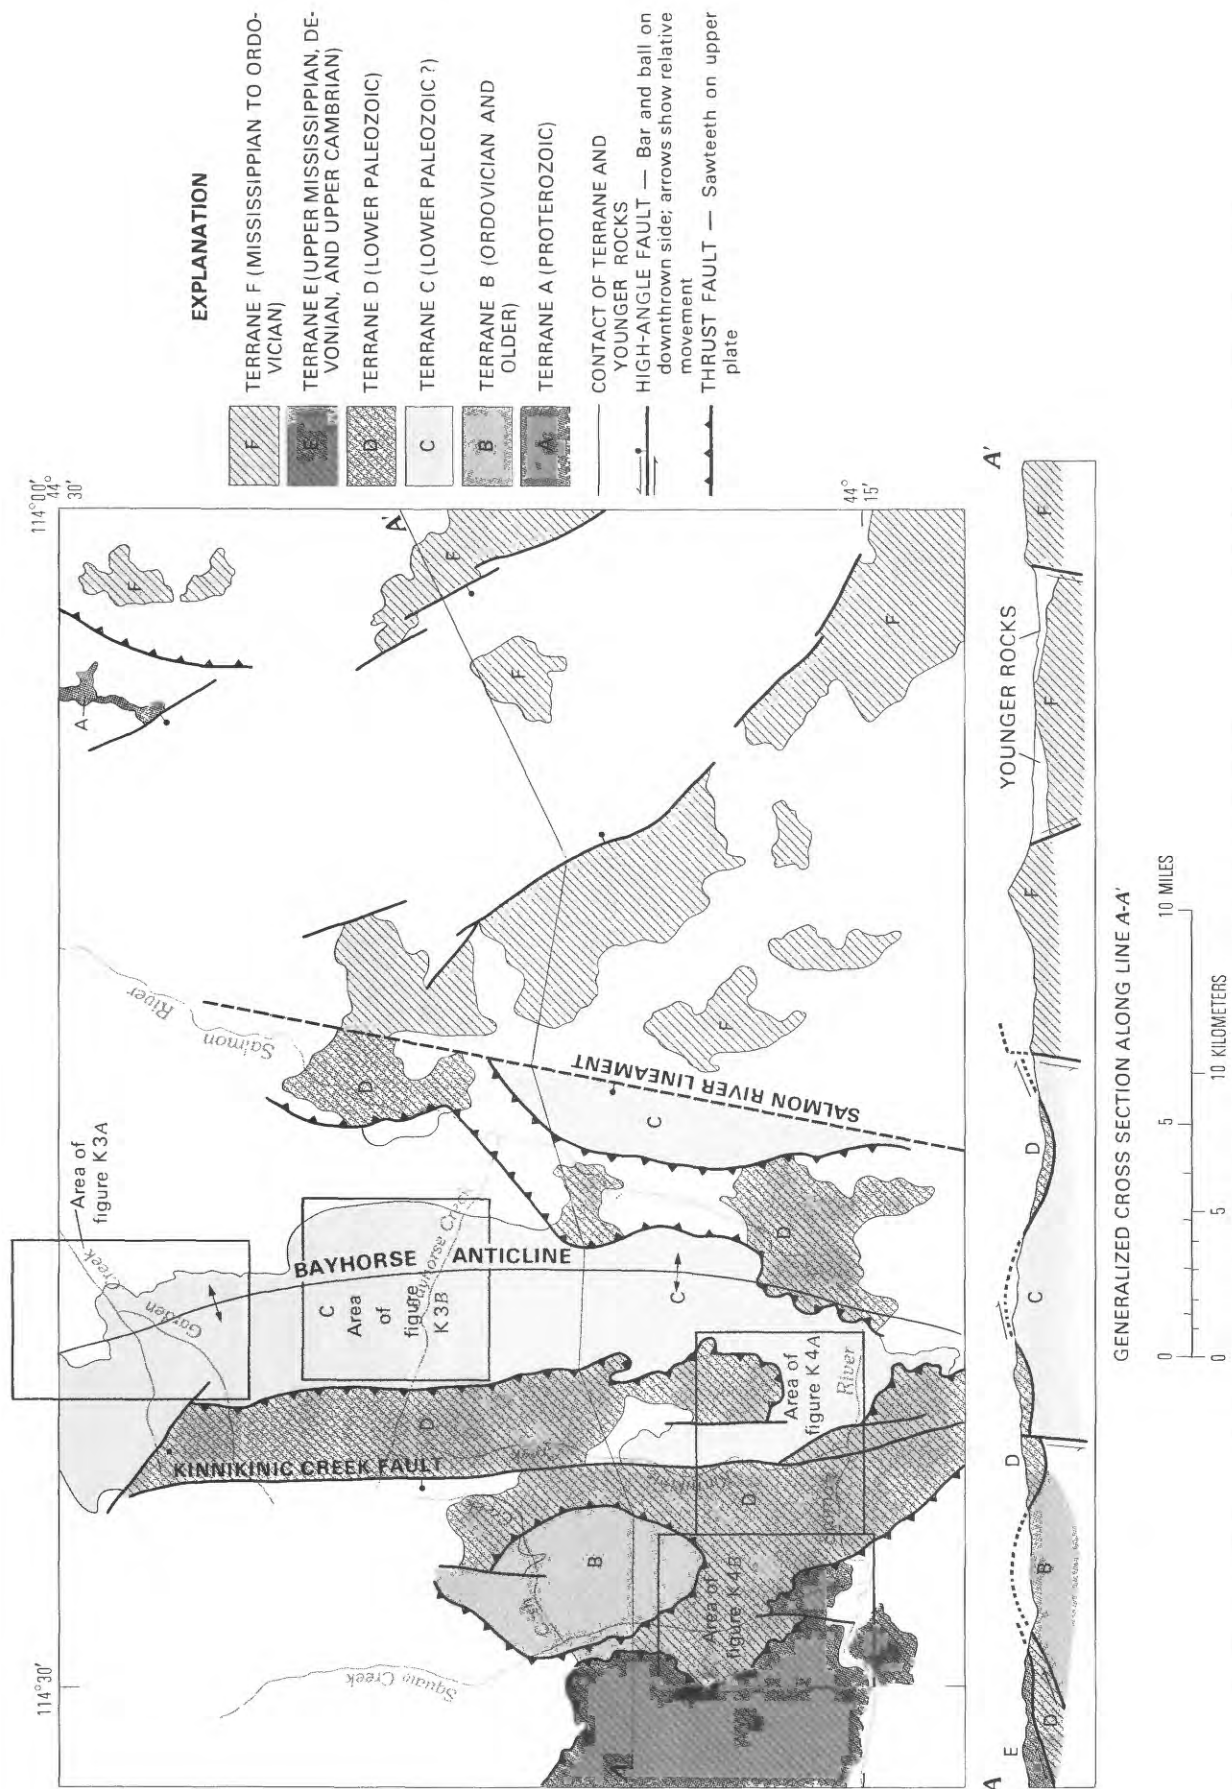 EXPLANATION
F
TERRANE F (MISSISSIPPIAN TO ORDO-
VICIAN)
E
TERRANE E (UPPER MISSISSIPPIAN, DE-
VONIAN, AND UPPER CAMBRIAN)
D
TERRANE D (LOWER PALEOZOIC)
C
TERRANE C (LOWER PALEOZOIC ?)
B
TERRANE B (ORDOVICIAN AND
OLDER)
A
TERRANE A (PROTEROZOIC)
CONTACT OF TERRANE AND
YOUNGER ROCKS
HIGH-ANGLE FAULT — Bar and ball on
downthrown side; arrows show relative
movement
THRUST FAULT — Sawteeth on upper
plate
114°30'
114°00'
44°
30'
44°
15'
Area of
figure K3A
Garden
Creek
Salmon
River
A
F
F
A'
F
F
F
F
D
D
D
D
C
C
B
BAYHORSE ANTICLINE
C
Area
of
figure
K3B
Bayhorse Creek
KINNIKINIC CREEK FAULT
SALMON RIVER LINEAMENT
Squaw Creek
Creek
Area of
figure K4A
River
Area of
figure K4B
A
A'
E
D
B
D
C
D
F
F
F
YOUNGER ROCKS
GENERALIZED CROSS SECTION ALONG LINE A-A'
0
5
10 MILES
0
5
10 KILOMETERS